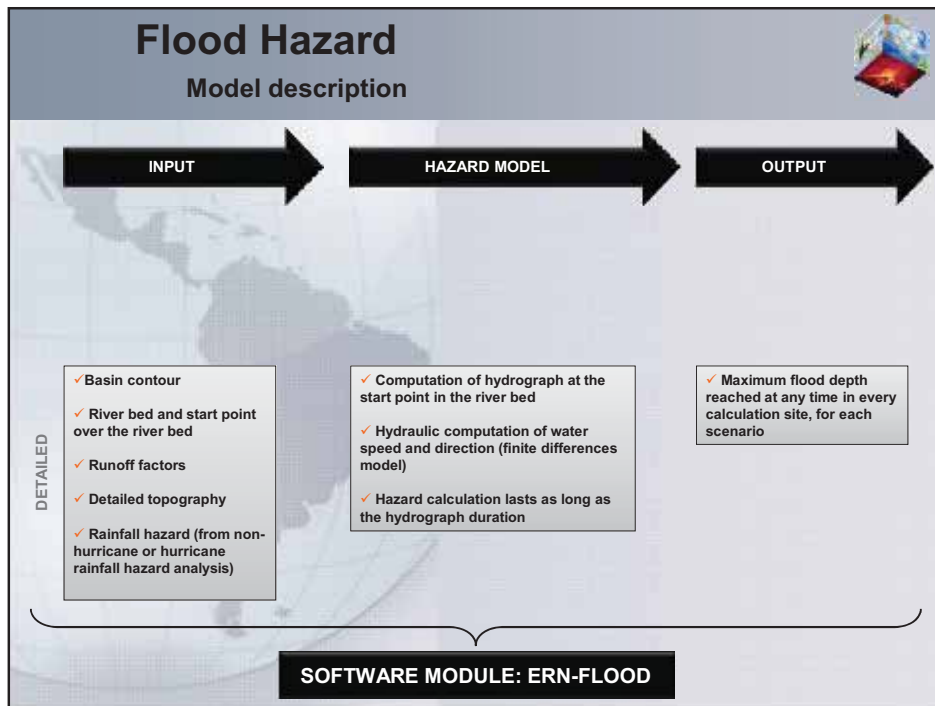 Flood Hazard
Model description
INPUT
HAZARD MODEL
OUTPUT
DETAILED
✓Basin contour
✓ River bed and start point
over the river bed
✓ Runoff factors
✓ Detailed topography
✓ Rainfall hazard (from non-
hurricane or hurricane
rainfall hazard analysis)
✓ Computation of hydrograph at the
start point in the river bed
✓ Hydraulic computation of water
speed and direction (finite differences
model)
✓ Hazard calculation lasts as long as
the hydrograph duration
✓ Maximum flood depth
reached at any time in every
calculation site, for each
scenario
SOFTWARE MODULE: ERN-FLOOD